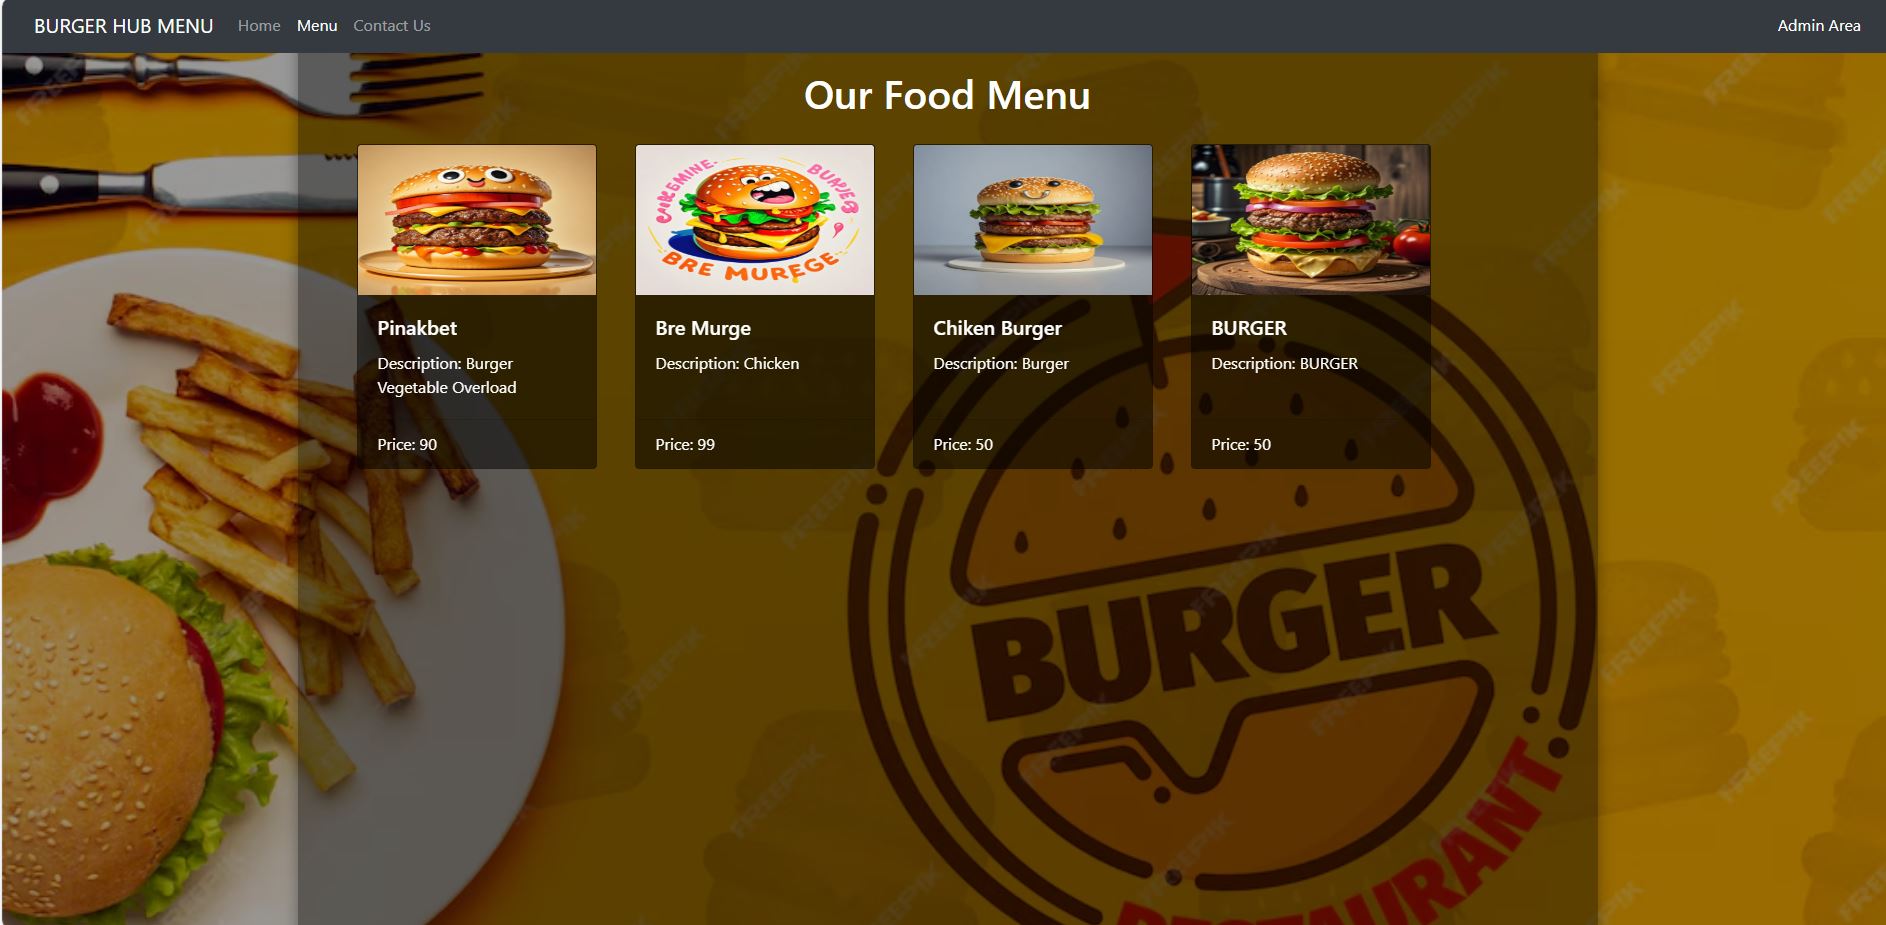 BURGER HUB MENU Home Menu Contact Us Admin Area
Our Food Menu
BRE MUREGE
Pinakbet
Description: Burger
Vegetable Overload
Price: 90
Bre Murge
Description: Chicken
Price: 99
Chiken Burger
Description: Burger
Price: 50
BURGER
Description: BURGER
Price: 50
BURGER
RESTAURANT
FREEPIK